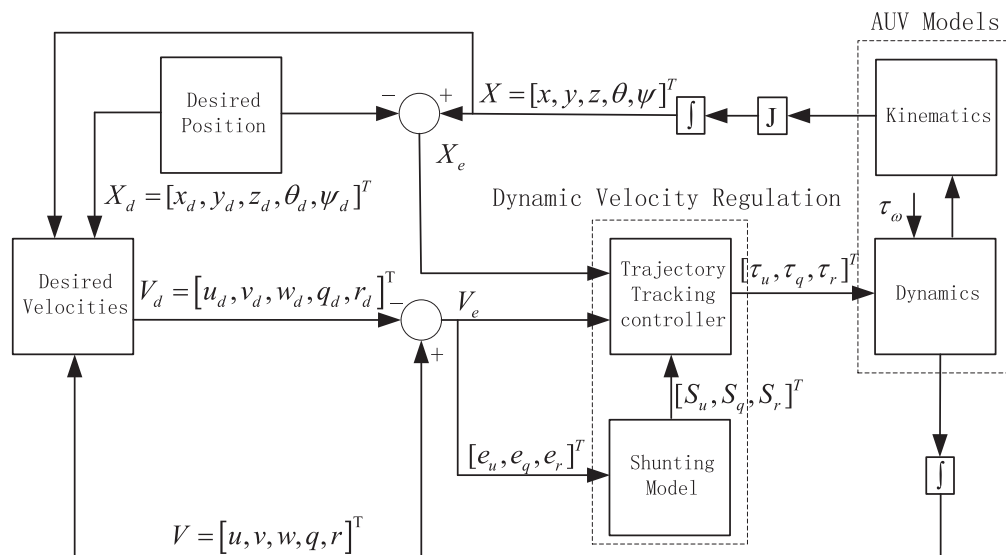 AUV Models
Desired
Position
−
+
X = [x, y, z, θ, ψ]^T
∫
J
Kinematics
X_e
X_d = [x_d, y_d, z_d, θ_d, ψ_d]^T
Dynamic Velocity Regulation
τ_ω
Desired
Velocities
V_d = [u_d, v_d, w_d, q_d, r_d]^T
−
+
V_e
Trajectory
Tracking
controller
[τ_u, τ_q, τ_r]^T
Dynamics
[S_u, S_q, S_r]^T
[e_u, e_q, e_r]^T
Shunting
Model
∫
V = [u, v, w, q, r]^T